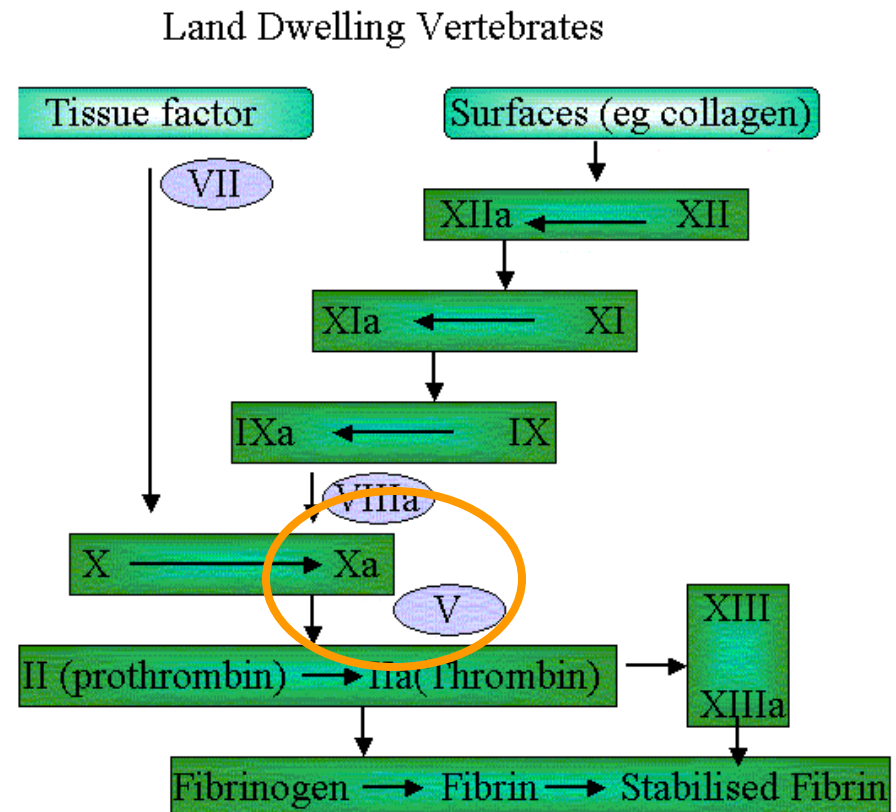 Land Dwelling Vertebrates
Tissue factor
Surfaces (eg collagen)
VII
XIIa XII
XIa XI
IXa IX
VIIIa
X Xa
V
XIII
II (prothrombin) IIa(Thrombin)
XIIIa
Fibrinogen Fibrin Stabilised Fibrin